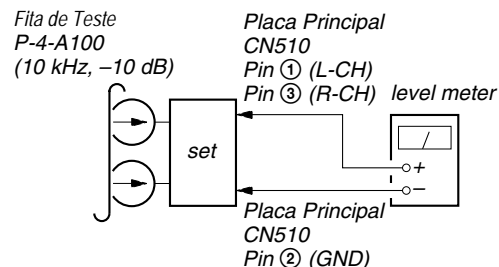 Fita de Teste
P-4-A100
(10 kHz, –10 dB)
Placa Principal
CN510
Pin ① (L-CH)
Pin ③ (R-CH)
level meter
set
+
–
Placa Principal
CN510
Pin ② (GND)